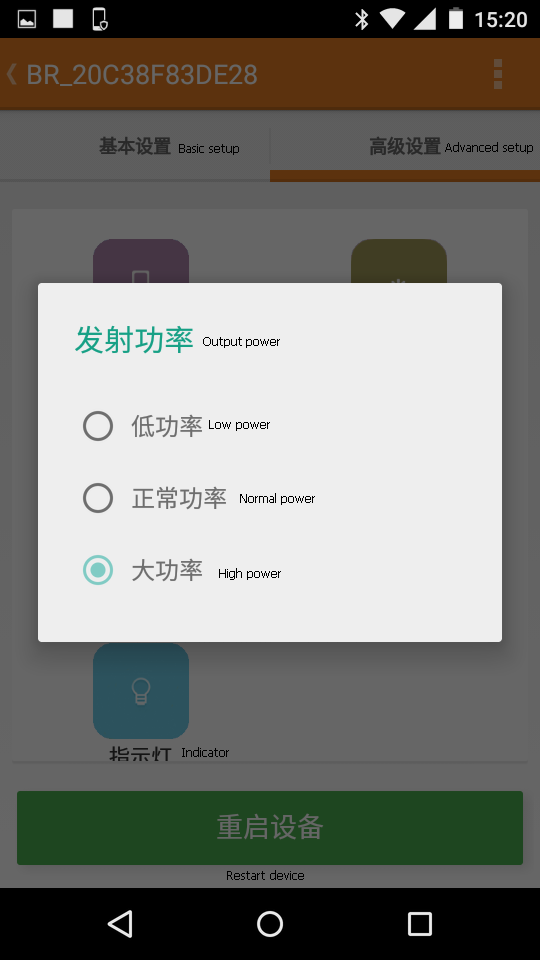 15:20
BR_20C38F83DE28
基本设置 Basic setup 高级设置 Advanced setup
发射功率 Output power
低功率 Low power
正常功率 Normal power
大功率 High power
指示灯 Indicator
重启设备
Restart device